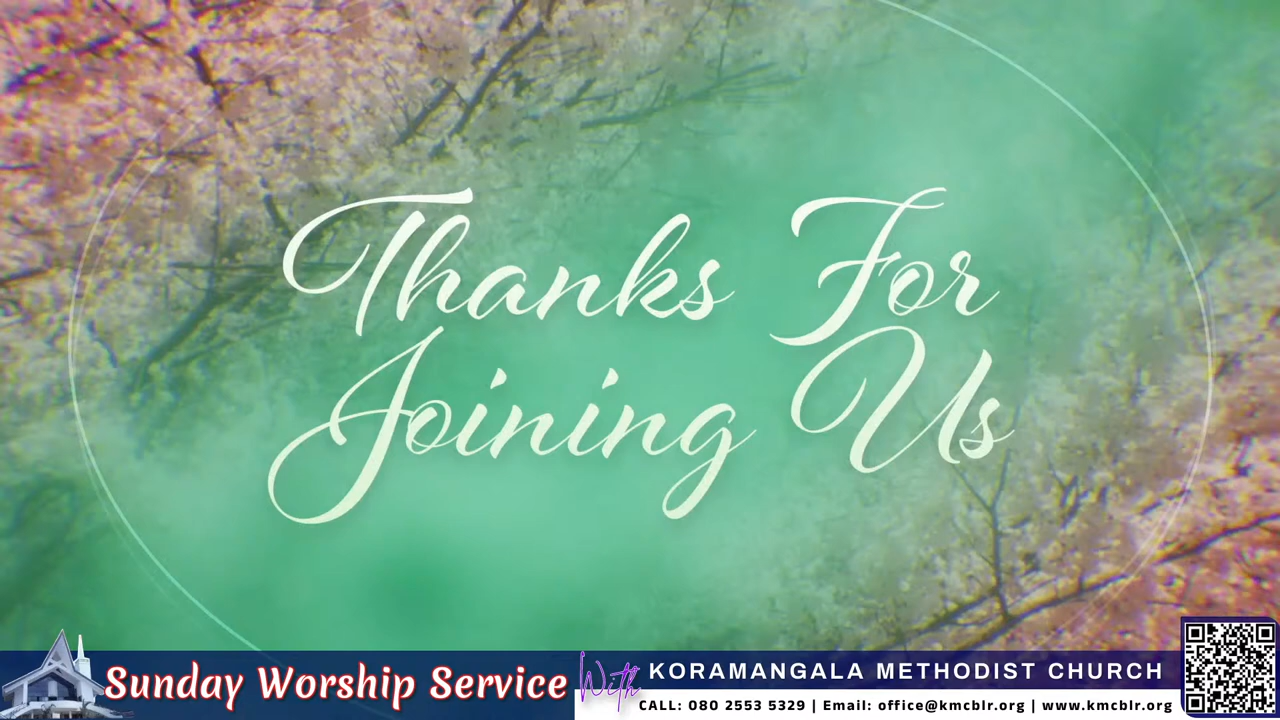 Thanks For
Joining Us
Sunday Worship Service
With
KORAMANGALA METHODIST CHURCH
CALL: 080 2553 5329 | Email: office@kmcblr.org | www.kmcblr.org